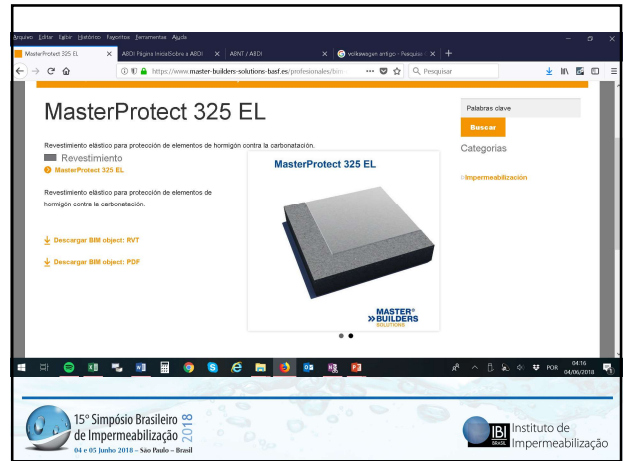 Arquivo Editar Exibir Histórico Favoritos Ferramentas Ajuda
MasterProtect 325 EL
ABDI Página InicialSobre a ABDI
ABNT / ABDI
volkswagen antigo - Pesquisa
https://www.master-builders-solutions-basf.es/profesionales/bim
Pesquisar
MasterProtect 325 EL
Revestimiento elástico para protección de elementos de hormigón contra la carbonatación.
Revestimiento
MasterProtect 325 EL
Revestimiento elástico para protección de elementos de
hormigón contra la carbonatación.
Descargar BIM object: RVT
Descargar BIM object: PDF
MasterProtect 325 EL
MASTER®
BUILDERS
SOLUTIONS
Palabras clave
Buscar
Categorias
Impermeabilización
POR
04:16
04/06/2018
15º Simpósio Brasileiro
de Impermeabilização
2018
04 e 05 Junho 2018 – São Paulo – Brasil
IBI
BRASIL
Instituto de
Impermeabilização